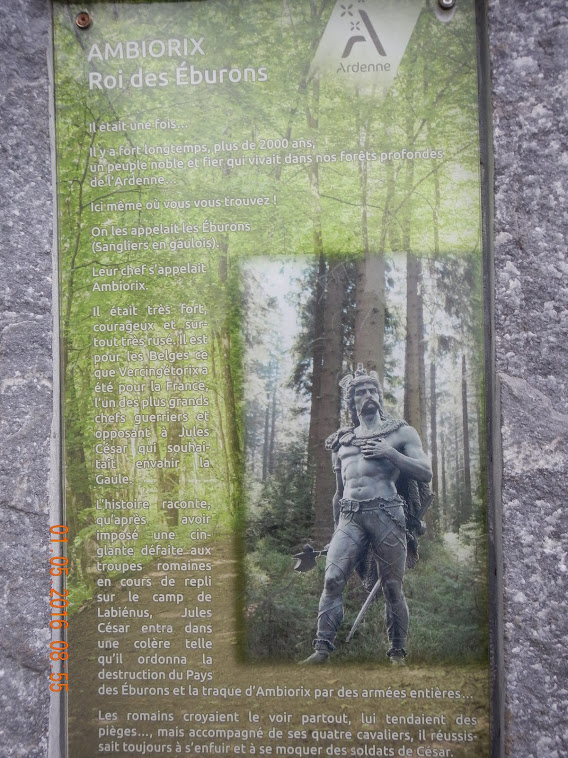 AMBIORIX
Roi des Éburons
Ardenne
Il était une fois...
Il y a fort longtemps, plus de 2000 ans,
un peuple noble et fier qui vivait dans nos forêts profondes
de l'Ardenne...
Ici même où vous vous trouvez !
On les appelait les Éburons
(Sangliers en gaulois).
Leur chef s'appelait
Ambiorix.
Il était très fort,
courageux et sur-
tout très rusé. Il est
pour les Belges ce
que Vercingétorix a
été pour la France,
l'un des plus grands
chefs guerriers et
opposant à Jules
César qui souhai-
tait envahir la
Gaule.
L'histoire raconte,
qu'après avoir
imposé une cin-
glante défaite aux
troupes romaines
en cours de repli
sur le camp de
Labiénus, Jules
César entra dans
une colère telle
qu'il ordonna la
destruction du Pays
des Éburons et la traque d'Ambiorix par des armées entières...
Les romains croyaient le voir partout, lui tendaient des
pièges..., mais accompagné de ses quatre cavaliers, il réussis-
sait toujours à s'enfuir et à se moquer des soldats de César.
01 05 2016 08 55